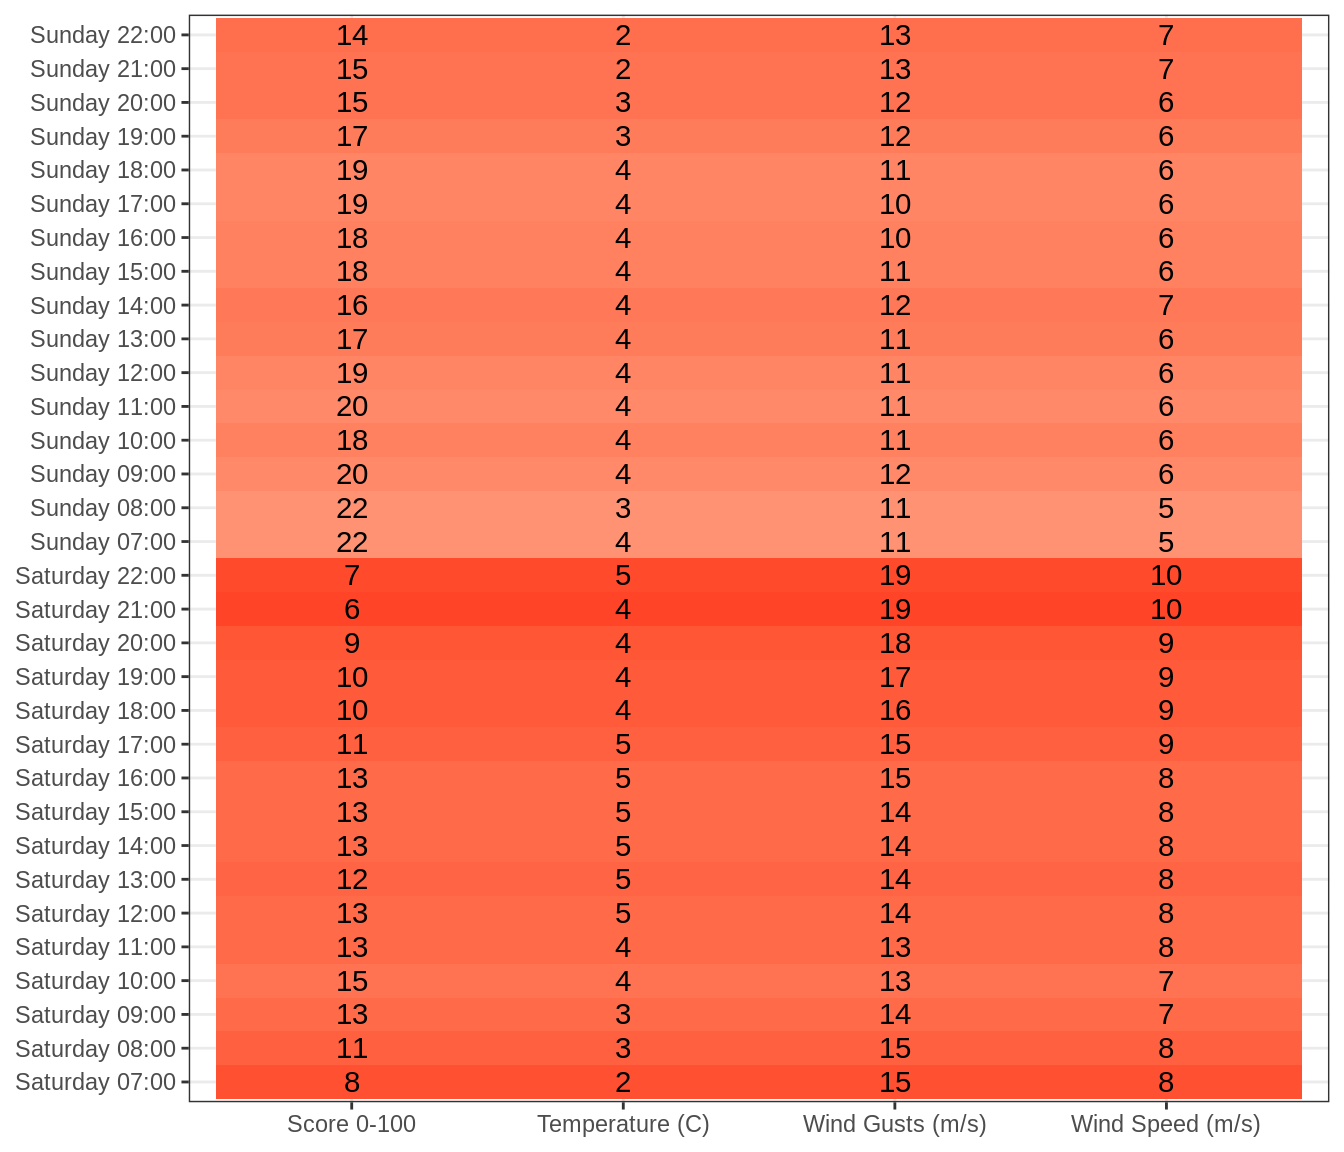 Sunday 22:00 14 2 13 7
Sunday 21:00 15 2 13 7
Sunday 20:00 15 3 12 6
Sunday 19:00 17 3 12 6
Sunday 18:00 19 4 11 6
Sunday 17:00 19 4 10 6
Sunday 16:00 18 4 10 6
Sunday 15:00 18 4 11 6
Sunday 14:00 16 4 12 7
Sunday 13:00 17 4 11 6
Sunday 12:00 19 4 11 6
Sunday 11:00 20 4 11 6
Sunday 10:00 18 4 11 6
Sunday 09:00 20 4 12 6
Sunday 08:00 22 3 11 5
Sunday 07:00 22 4 11 5
Saturday 22:00 7 5 19 10
Saturday 21:00 6 4 19 10
Saturday 20:00 9 4 18 9
Saturday 19:00 10 4 17 9
Saturday 18:00 10 4 16 9
Saturday 17:00 11 5 15 9
Saturday 16:00 13 5 15 8
Saturday 15:00 13 5 14 8
Saturday 14:00 13 5 14 8
Saturday 13:00 12 5 14 8
Saturday 12:00 13 5 14 8
Saturday 11:00 13 4 13 8
Saturday 10:00 15 4 13 7
Saturday 09:00 13 3 14 7
Saturday 08:00 11 3 15 8
Saturday 07:00 8 2 15 8
Score 0-100 Temperature (C) Wind Gusts (m/s) Wind Speed (m/s)